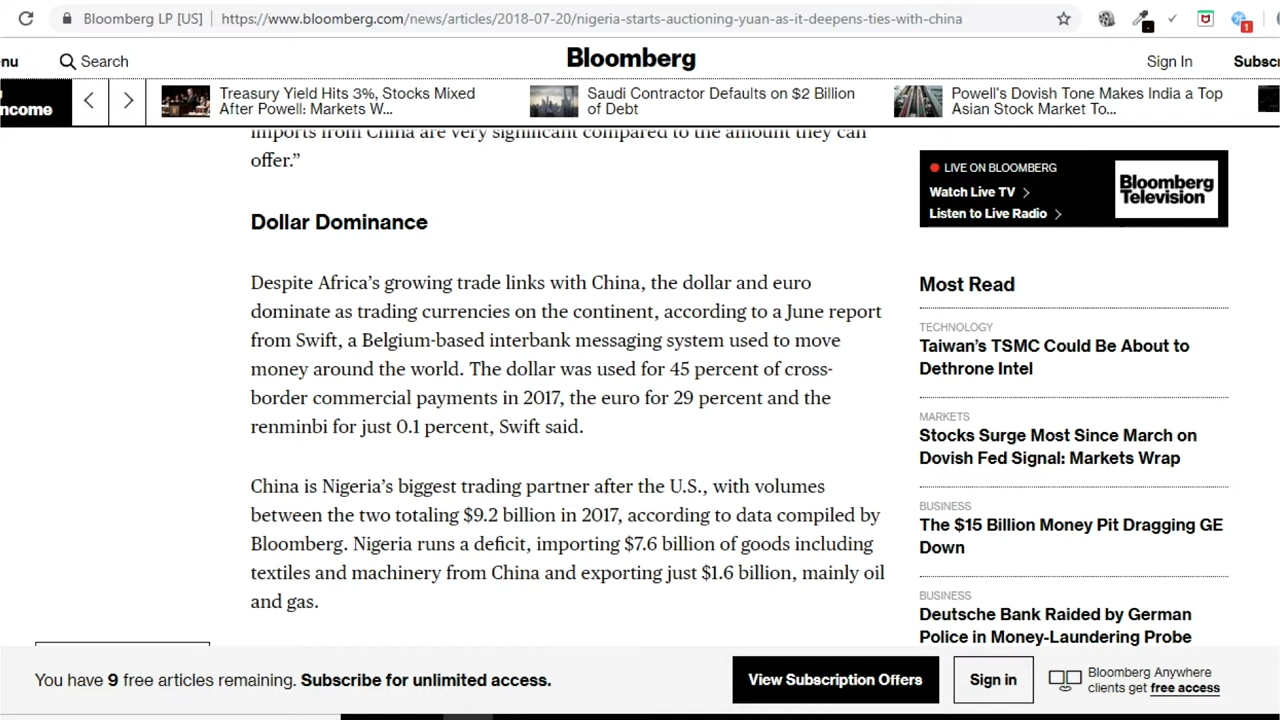 Bloomberg LP [US] | https://www.bloomberg.com/news/articles/2018-07-20/nigeria-starts-auctioning-yuan-as-it-deepens-ties-with-china
1
nu
Search
Bloomberg
Sign In
Subsc
ncome
Treasury Yield Hits 3%, Stocks Mixed
After Powell: Markets W...
Saudi Contractor Defaults on $2 Billion
of Debt
Powell's Dovish Tone Makes India a Top
Asian Stock Market To...
imports from China are very significant compared to the amount they can
offer.”
Dollar Dominance
Despite Africa’s growing trade links with China, the dollar and euro
dominate as trading currencies on the continent, according to a June report
from Swift, a Belgium-based interbank messaging system used to move
money around the world. The dollar was used for 45 percent of cross-
border commercial payments in 2017, the euro for 29 percent and the
renminbi for just 0.1 percent, Swift said.
China is Nigeria’s biggest trading partner after the U.S., with volumes
between the two totaling $9.2 billion in 2017, according to data compiled by
Bloomberg. Nigeria runs a deficit, importing $7.6 billion of goods including
textiles and machinery from China and exporting just $1.6 billion, mainly oil
and gas.
LIVE ON BLOOMBERG
Watch Live TV
Listen to Live Radio
Bloomberg
Television
Most Read
TECHNOLOGY
Taiwan’s TSMC Could Be About to
Dethrone Intel
MARKETS
Stocks Surge Most Since March on
Dovish Fed Signal: Markets Wrap
BUSINESS
The $15 Billion Money Pit Dragging GE
Down
BUSINESS
Deutsche Bank Raided by German
Police in Money-Laundering Probe
You have 9 free articles remaining. Subscribe for unlimited access.
View Subscription Offers
Sign in
Bloomberg Anywhere
clients get free access